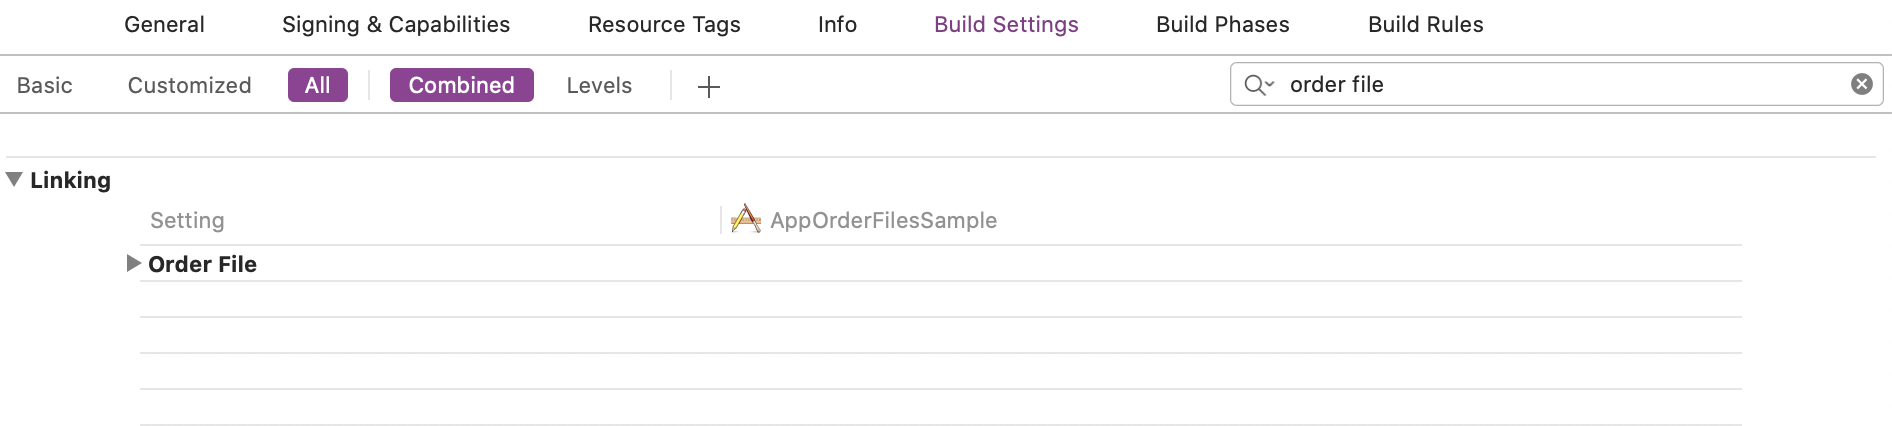 General Signing & Capabilities Resource Tags Info Build Settings Build Phases Build Rules
Basic Customized All Combined Levels order file
Linking
Setting AppOrderFilesSample
Order File